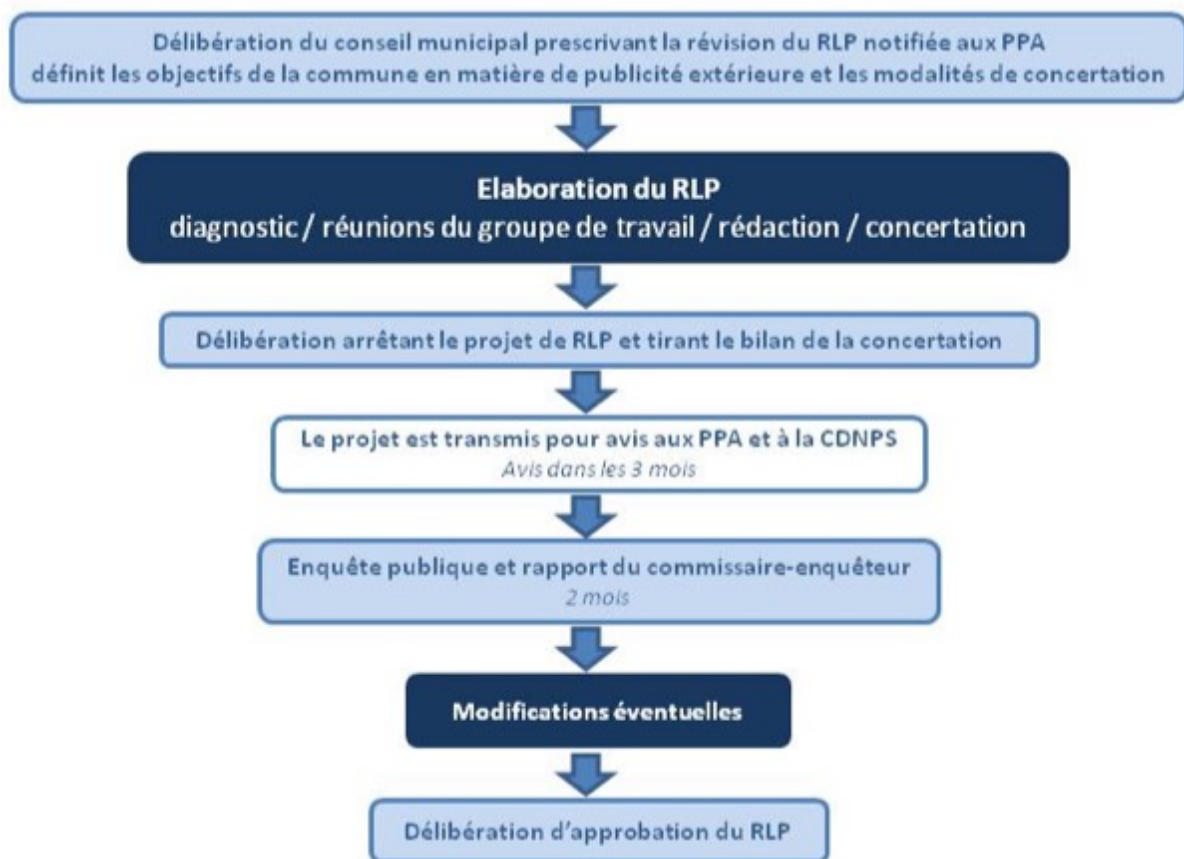 Délibération du conseil municipal prescrivant la révision du RLP notifiée aux PPA
définit les objectifs de la commune en matière de publicité extérieure et les modalités de concertation
Elaboration du RLP
diagnostic / réunions du groupe de travail / rédaction / concertation
Délibération arrêtant le projet de RLP et tirant le bilan de la concertation
Le projet est transmis pour avis aux PPA et à la CDNPS
Avis dans les 3 mois
Enquête publique et rapport du commissaire-enquêteur
2 mois
Modifications éventuelles
Délibération d'approbation du RLP